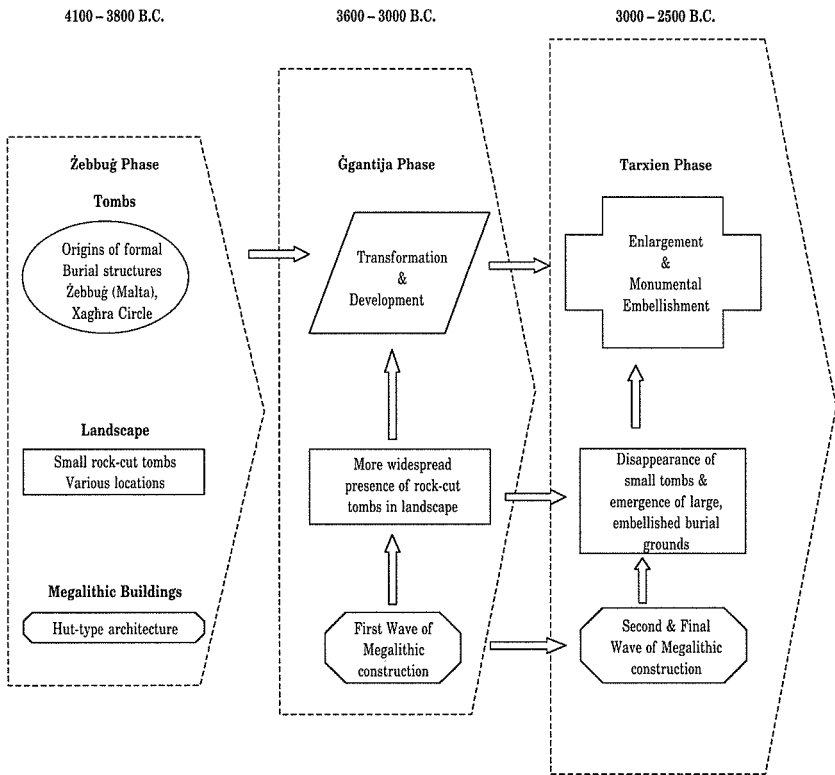 4100 – 3800 B.C.
3600 – 3000 B.C.
3000 – 2500 B.C.
Żebbuġ Phase
Tombs
Origins of formal
Burial structures
Żebbuġ (Malta),
Xaghra Circle
Landscape
Small rock-cut tombs
Various locations
Megalithic Buildings
Hut-type architecture
Ġgantija Phase
Transformation
&
Development
More widespread
presence of rock-cut
tombs in landscape
First Wave of
Megalithic
construction
Tarxien Phase
Enlargement
&
Monumental
Embellishment
Disappearance of
small tombs &
emergence of large,
embellished burial
grounds
Second & Final
Wave of Megalithic
construction